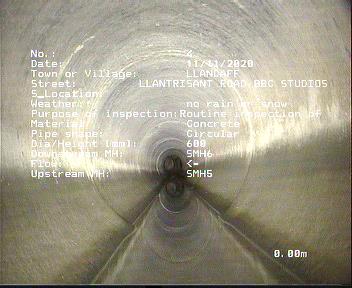 No.: 4
Date: 11/11/2020
Town or Village: LLANDAFF
Street: LLANTRISANT ROAD BBC STUDIOS
S_Location:
Weather: no rain or snow
Purpose of inspection: Routine inspection of
Material: Concrete
Pipe shape: Circular
Dia/Height [mm]: 600
Downstream MH: SMH6
Flow: <-
Upstream MH: SMH5
0.00m